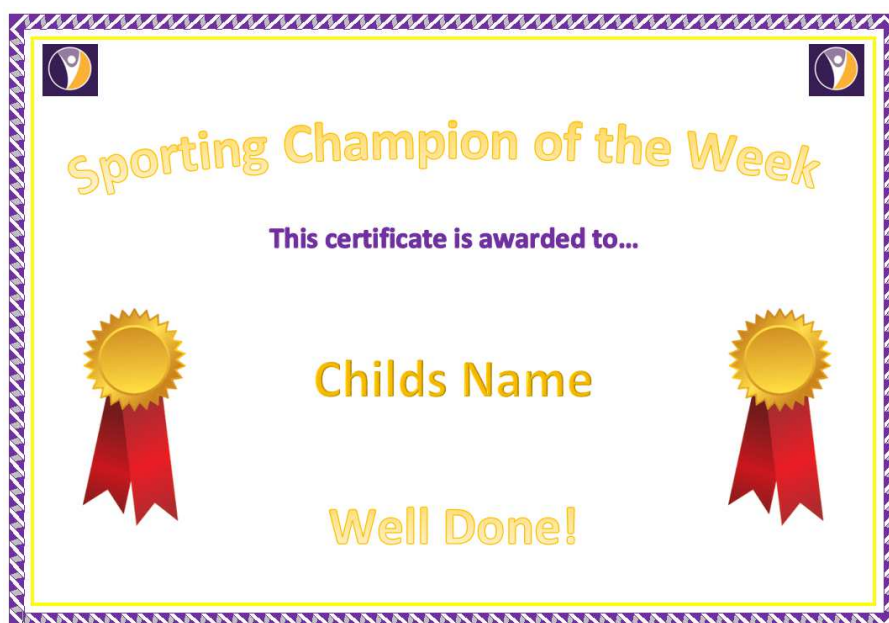 Sporting Champion of the Week
This certificate is awarded to...
Childs Name
Well Done!